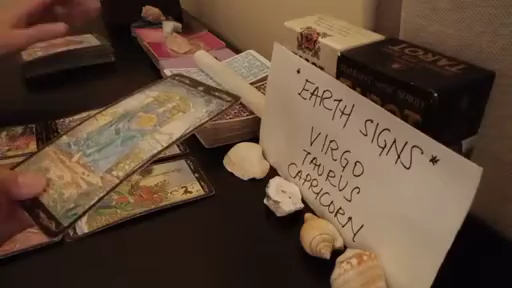 * EARTH SIGNS *
VIRGO
TAURUS
CAPRICORN
TAROT